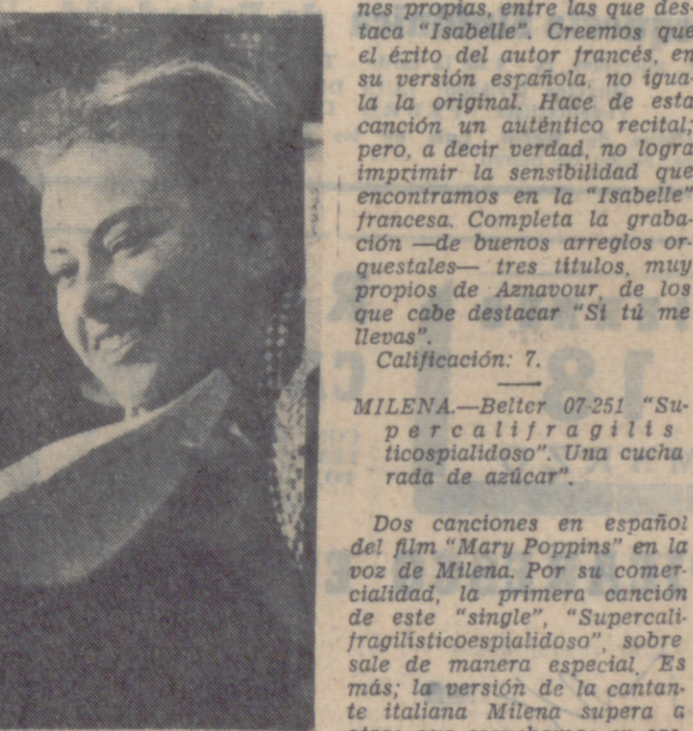 nes propias, entre las que des-
taca "Isabelle". Creemos que
el éxito del autor francés, en
su versión española, no igua-
la la original. Hace de esta
canción un auténtico recital;
pero, a decir verdad, no logra
imprimir la sensibilidad que
encontramos en la "Isabelle"
francesa. Completa la graba-
ción —de buenos arreglos or-
questales— tres títulos, muy
propios de Aznavour, de los
que cabe destacar "Si tú me
llevas".
Calificación: 7.
MILENA.—Belter 07-251 "Su-
percalifragilis
ticospialidoso". Una cucha
rada de azúcar".
Dos canciones en español
del film "Mary Poppins" en la
voz de Milena. Por su comer-
cialidad, la primera canción
de este "single", "Supercali-
fragilísticoespialidoso", sobre
sale de manera especial. Es
más; la versión de la cantan-
te italiana Milena supera a